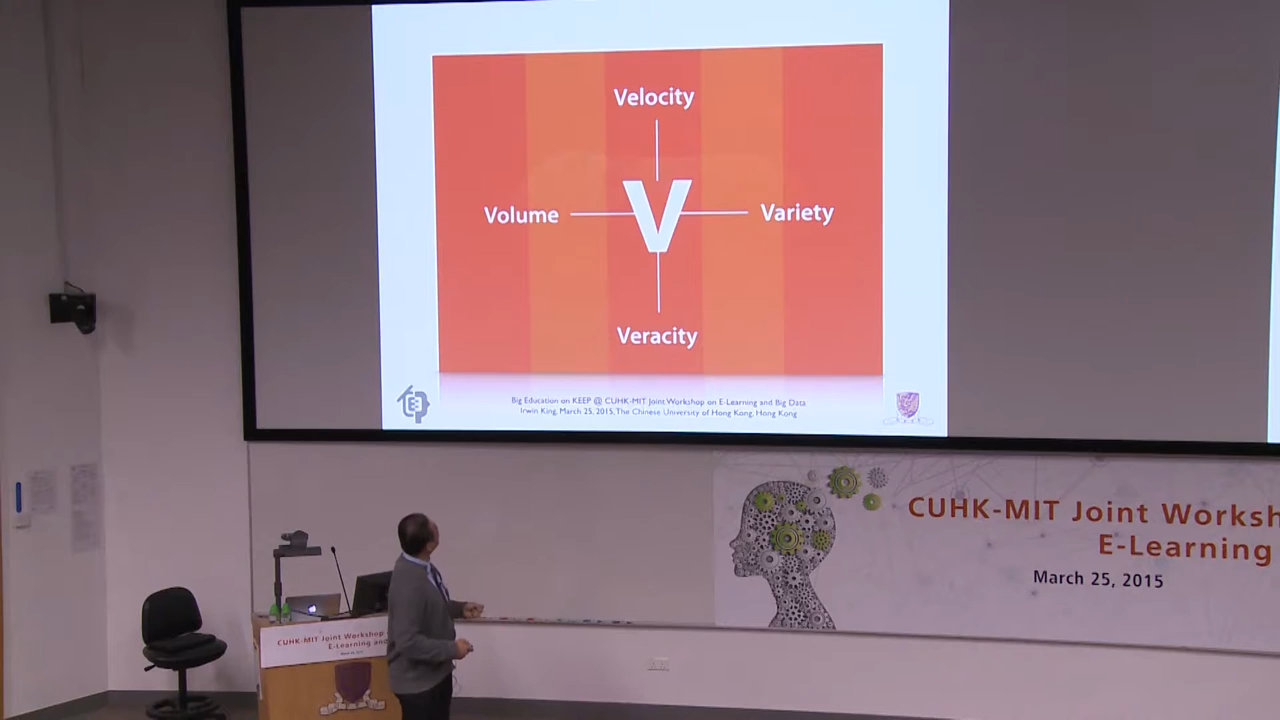 Velocity
Volume
V
Variety
Veracity
Big Education on KEEP @ CUHK-MIT Joint Workshop on E-Learning and Big Data
Irwin King, March 25, 2015, The Chinese University of Hong Kong, Hong Kong
CUHK-MIT Joint Worksh
E-Learning
March 25, 2015
CUHK-MIT Joint Workshop
E-Learning and